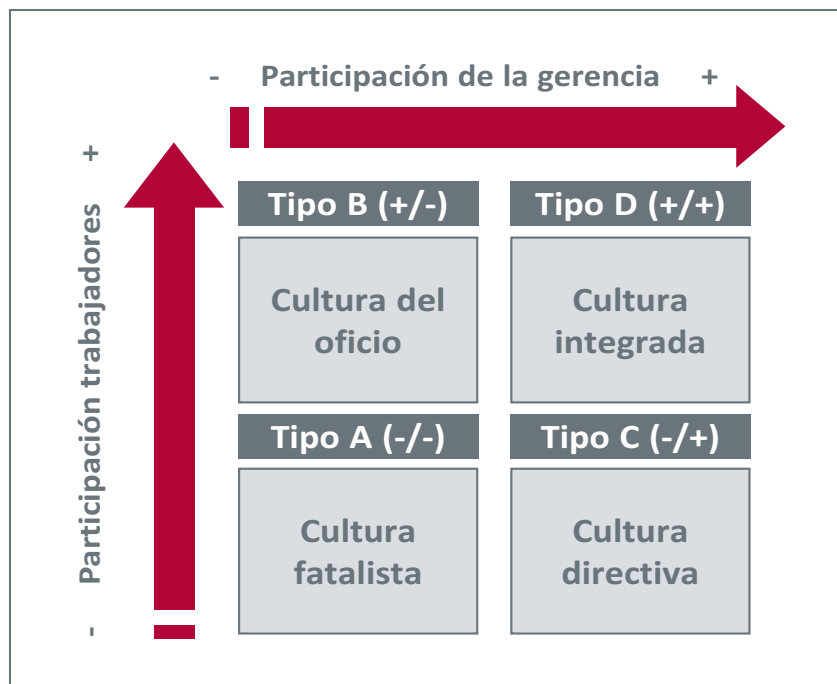 - Participación de la gerencia +
- Participación trabajadores +
Tipo B (+/-)
Tipo D (+/+)
Cultura del
oficio
Cultura
integrada
Tipo A (-/-)
Tipo C (-/+)
Cultura
fatalista
Cultura
directiva